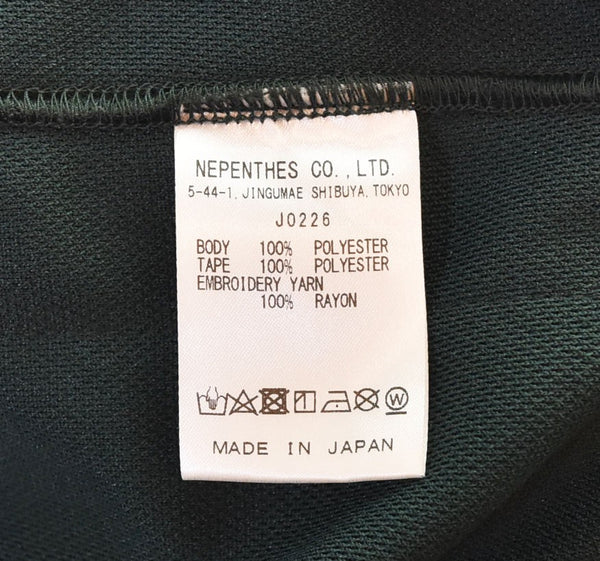 NEPENTHES CO.,LTD.
5-44-1, JINGUMAE SHIBUYA, TOKYO
J0226
BODY 100% POLYESTER
TAPE 100% POLYESTER
EMBROIDERY YARN
100% RAYON
W
MADE IN JAPAN